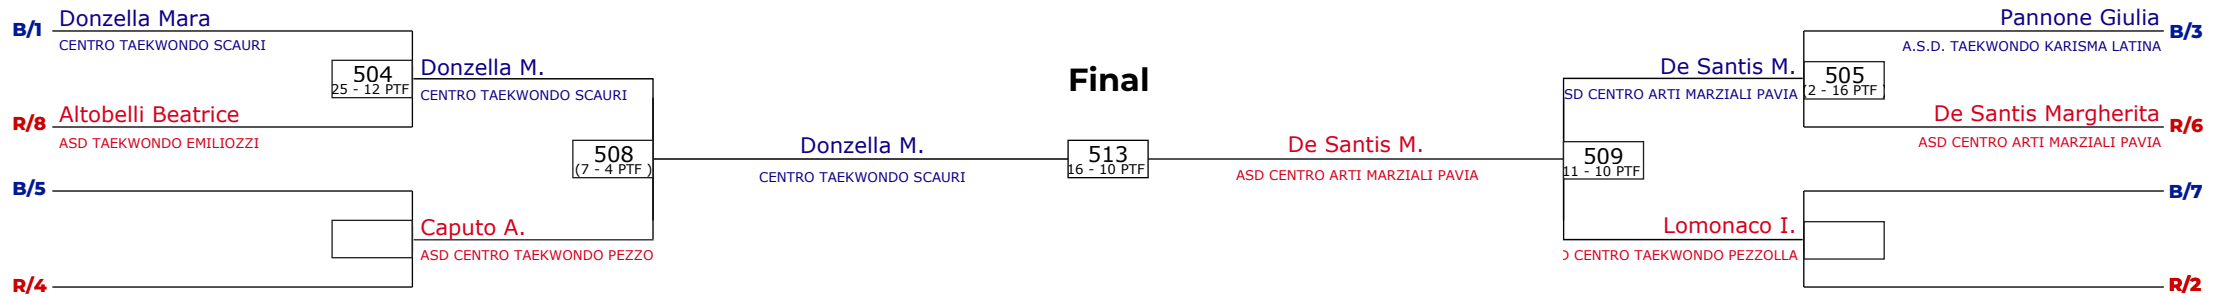 B/1
Donzella Mara
CENTRO TAEKWONDO SCAURI
504
25 - 12 PTF
R/8
Altobelli Beatrice
ASD TAEKWONDO EMILIOZZI
Donzella M.
CENTRO TAEKWONDO SCAURI
508
(7 - 4 PTF )
B/5
Caputo A.
ASD CENTRO TAEKWONDO PEZZO
R/4
Final
Donzella M.
CENTRO TAEKWONDO SCAURI
513
16 - 10 PTF
De Santis M.
ASD CENTRO ARTI MARZIALI PAVIA
Pannone Giulia
B/3
A.S.D. TAEKWONDO KARISMA LATINA
De Santis M.
SD CENTRO ARTI MARZIALI PAVIA
505
(2 - 16 PTF
De Santis Margherita
R/6
ASD CENTRO ARTI MARZIALI PAVIA
509
11 - 10 PTF
B/7
Lomonaco I.
CENTRO TAEKWONDO PEZZOLLA
R/2